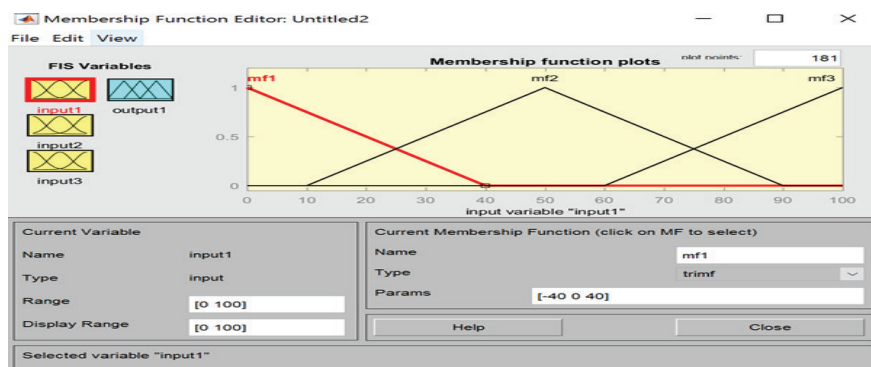 Membership Function Editor: Untitled2
File Edit View
FIS Variables
input1
output1
input2
input3
Membership function plots
plot points:
181
mf1
mf2
mf3
1
0.5
0
0 10 20 30 40 50 60 70 80 90 100
input variable "input1"
Current Variable
Name input1
Type input
Range [0 100]
Display Range [0 100]
Current Membership Function (click on MF to select)
Name mf1
Type trimf
Params [-40 0 40]
Help Close
Selected variable "input1"